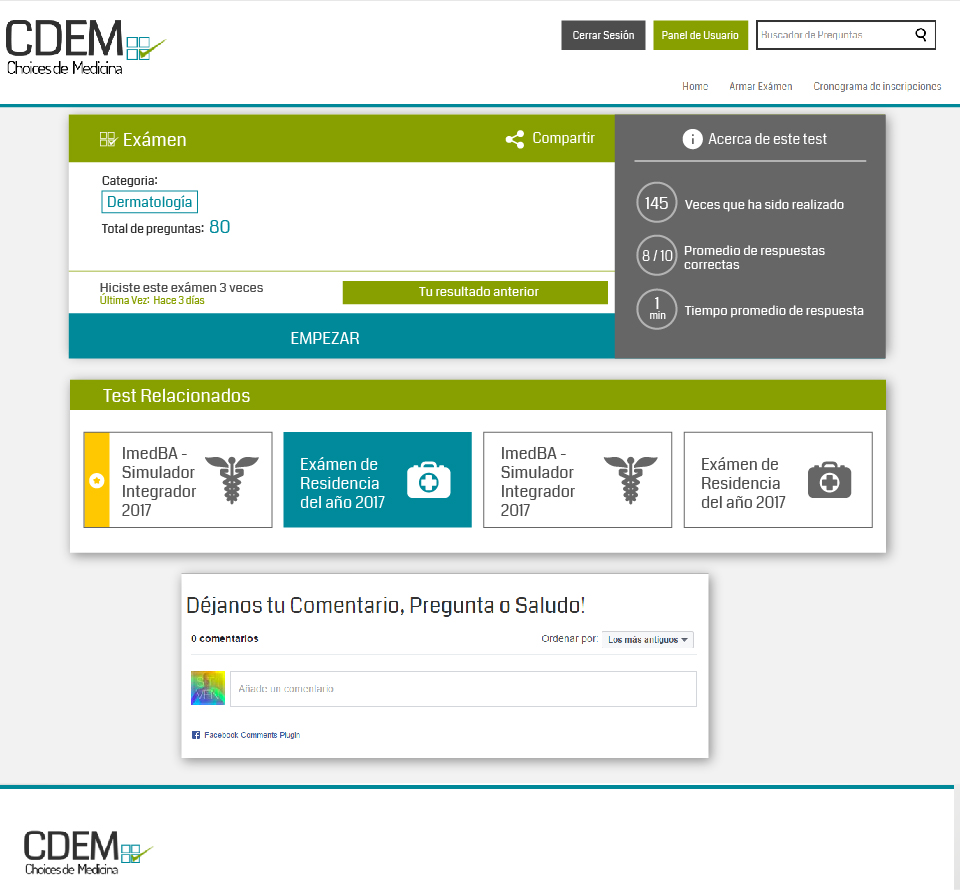 CDEM
Choices de Medicina
Cerrar Sesión
Panel de Usuario
Buscador de Preguntas
Home
Armar Exámen
Cronograma de inscripciones
Exámen
Compartir
Categoria:
Dermatología
Total de preguntas: 80
Hiciste este exámen 3 veces
Última Vez: Hace 3 días
Tu resultado anterior
EMPEZAR
Acerca de este test
145
Veces que ha sido realizado
8 / 10
Promedio de respuestas
correctas
1
min
Tiempo promedio de respuesta
Test Relacionados
ImedBA -
Simulador
Integrador
2017
Exámen de
Residencia
del año 2017
ImedBA -
Simulador
Integrador
2017
Exámen de
Residencia
del año 2017
Déjanos tu Comentario, Pregunta o Saludo!
0 comentarios
Ordenar por: Los más antiguos
Añade un comentario
Facebook Comments Plugin
CDEM
Choices de Medicina